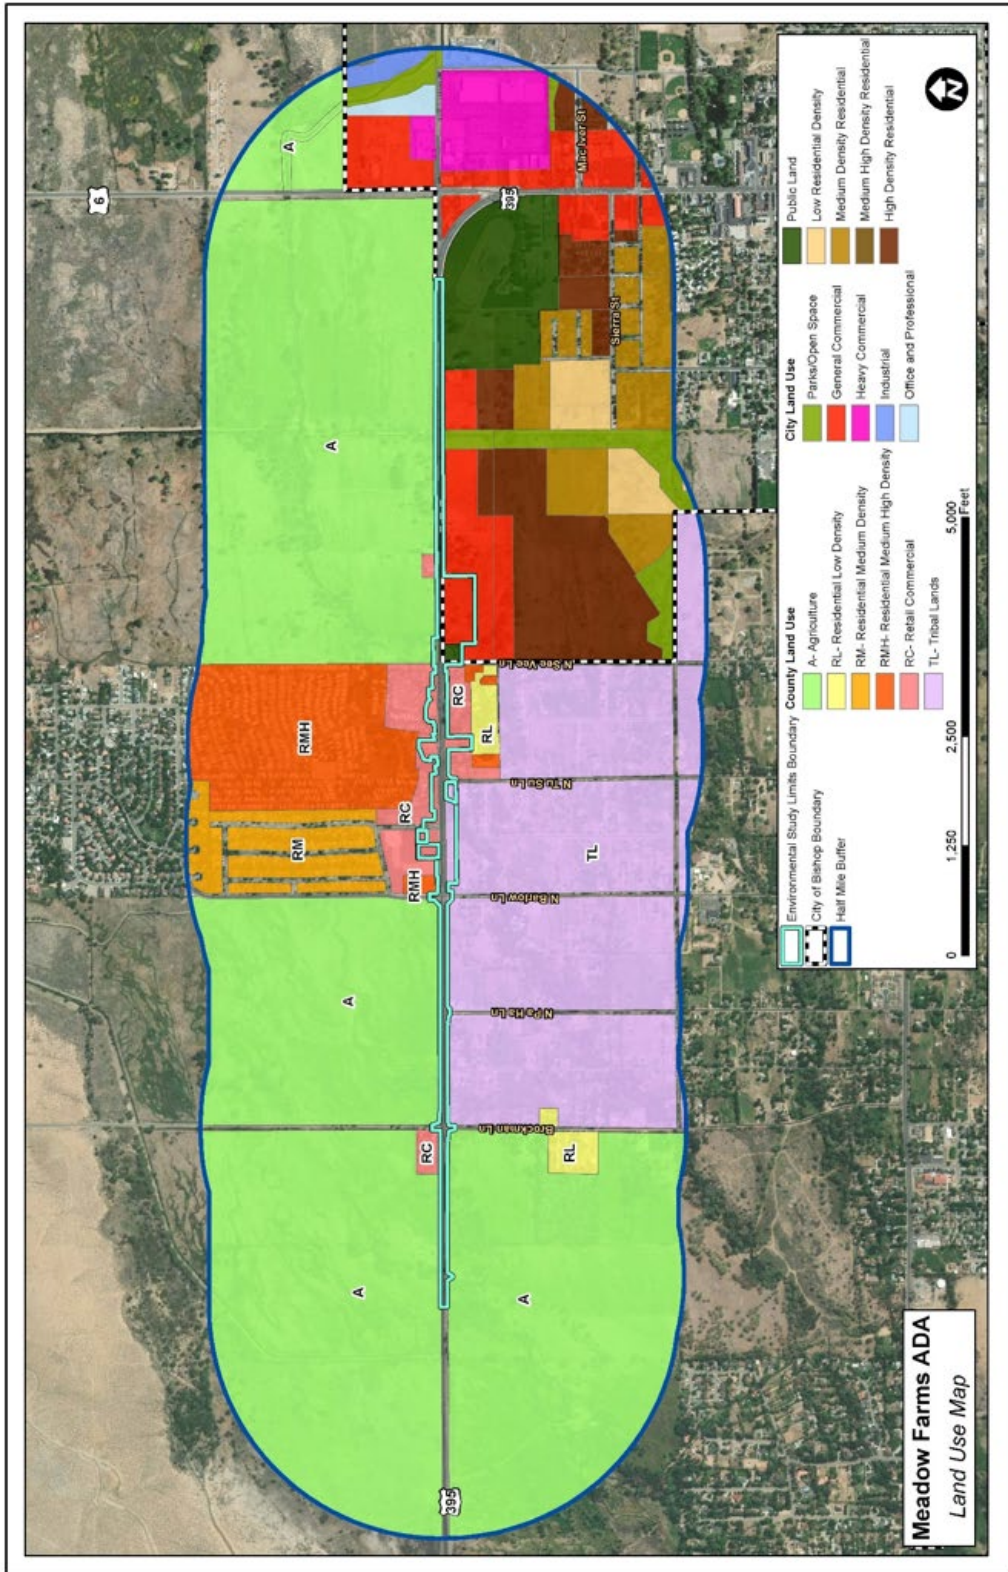 6
A
395
Mac Iver St
Sierra St
A
RMH
RC
RM
RMH
RC
RL
N See Vee Ln
N Tu Su Ln
TL
N Barlow Ln
A
N Pa Ha Ln
Brockman Ln
RC
RL
A
A
395
Meadow Farms ADA
Land Use Map
Environmental Study Limits Boundary
City of Bishop Boundary
Half Mile Buffer
County Land Use
A- Agriculture
RL- Residential Low Density
RM- Residential Medium Density
RMH- Residential Medium High Density
RC- Retail Commercial
TL- Tribal Lands
City Land Use
Parks/Open Space
General Commercial
Heavy Commercial
Industrial
Office and Professional
Public Land
Low Residential Density
Medium Density Residential
Medium High Density Residential
High Density Residential
N
0 1,250 2,500 5,000
Feet